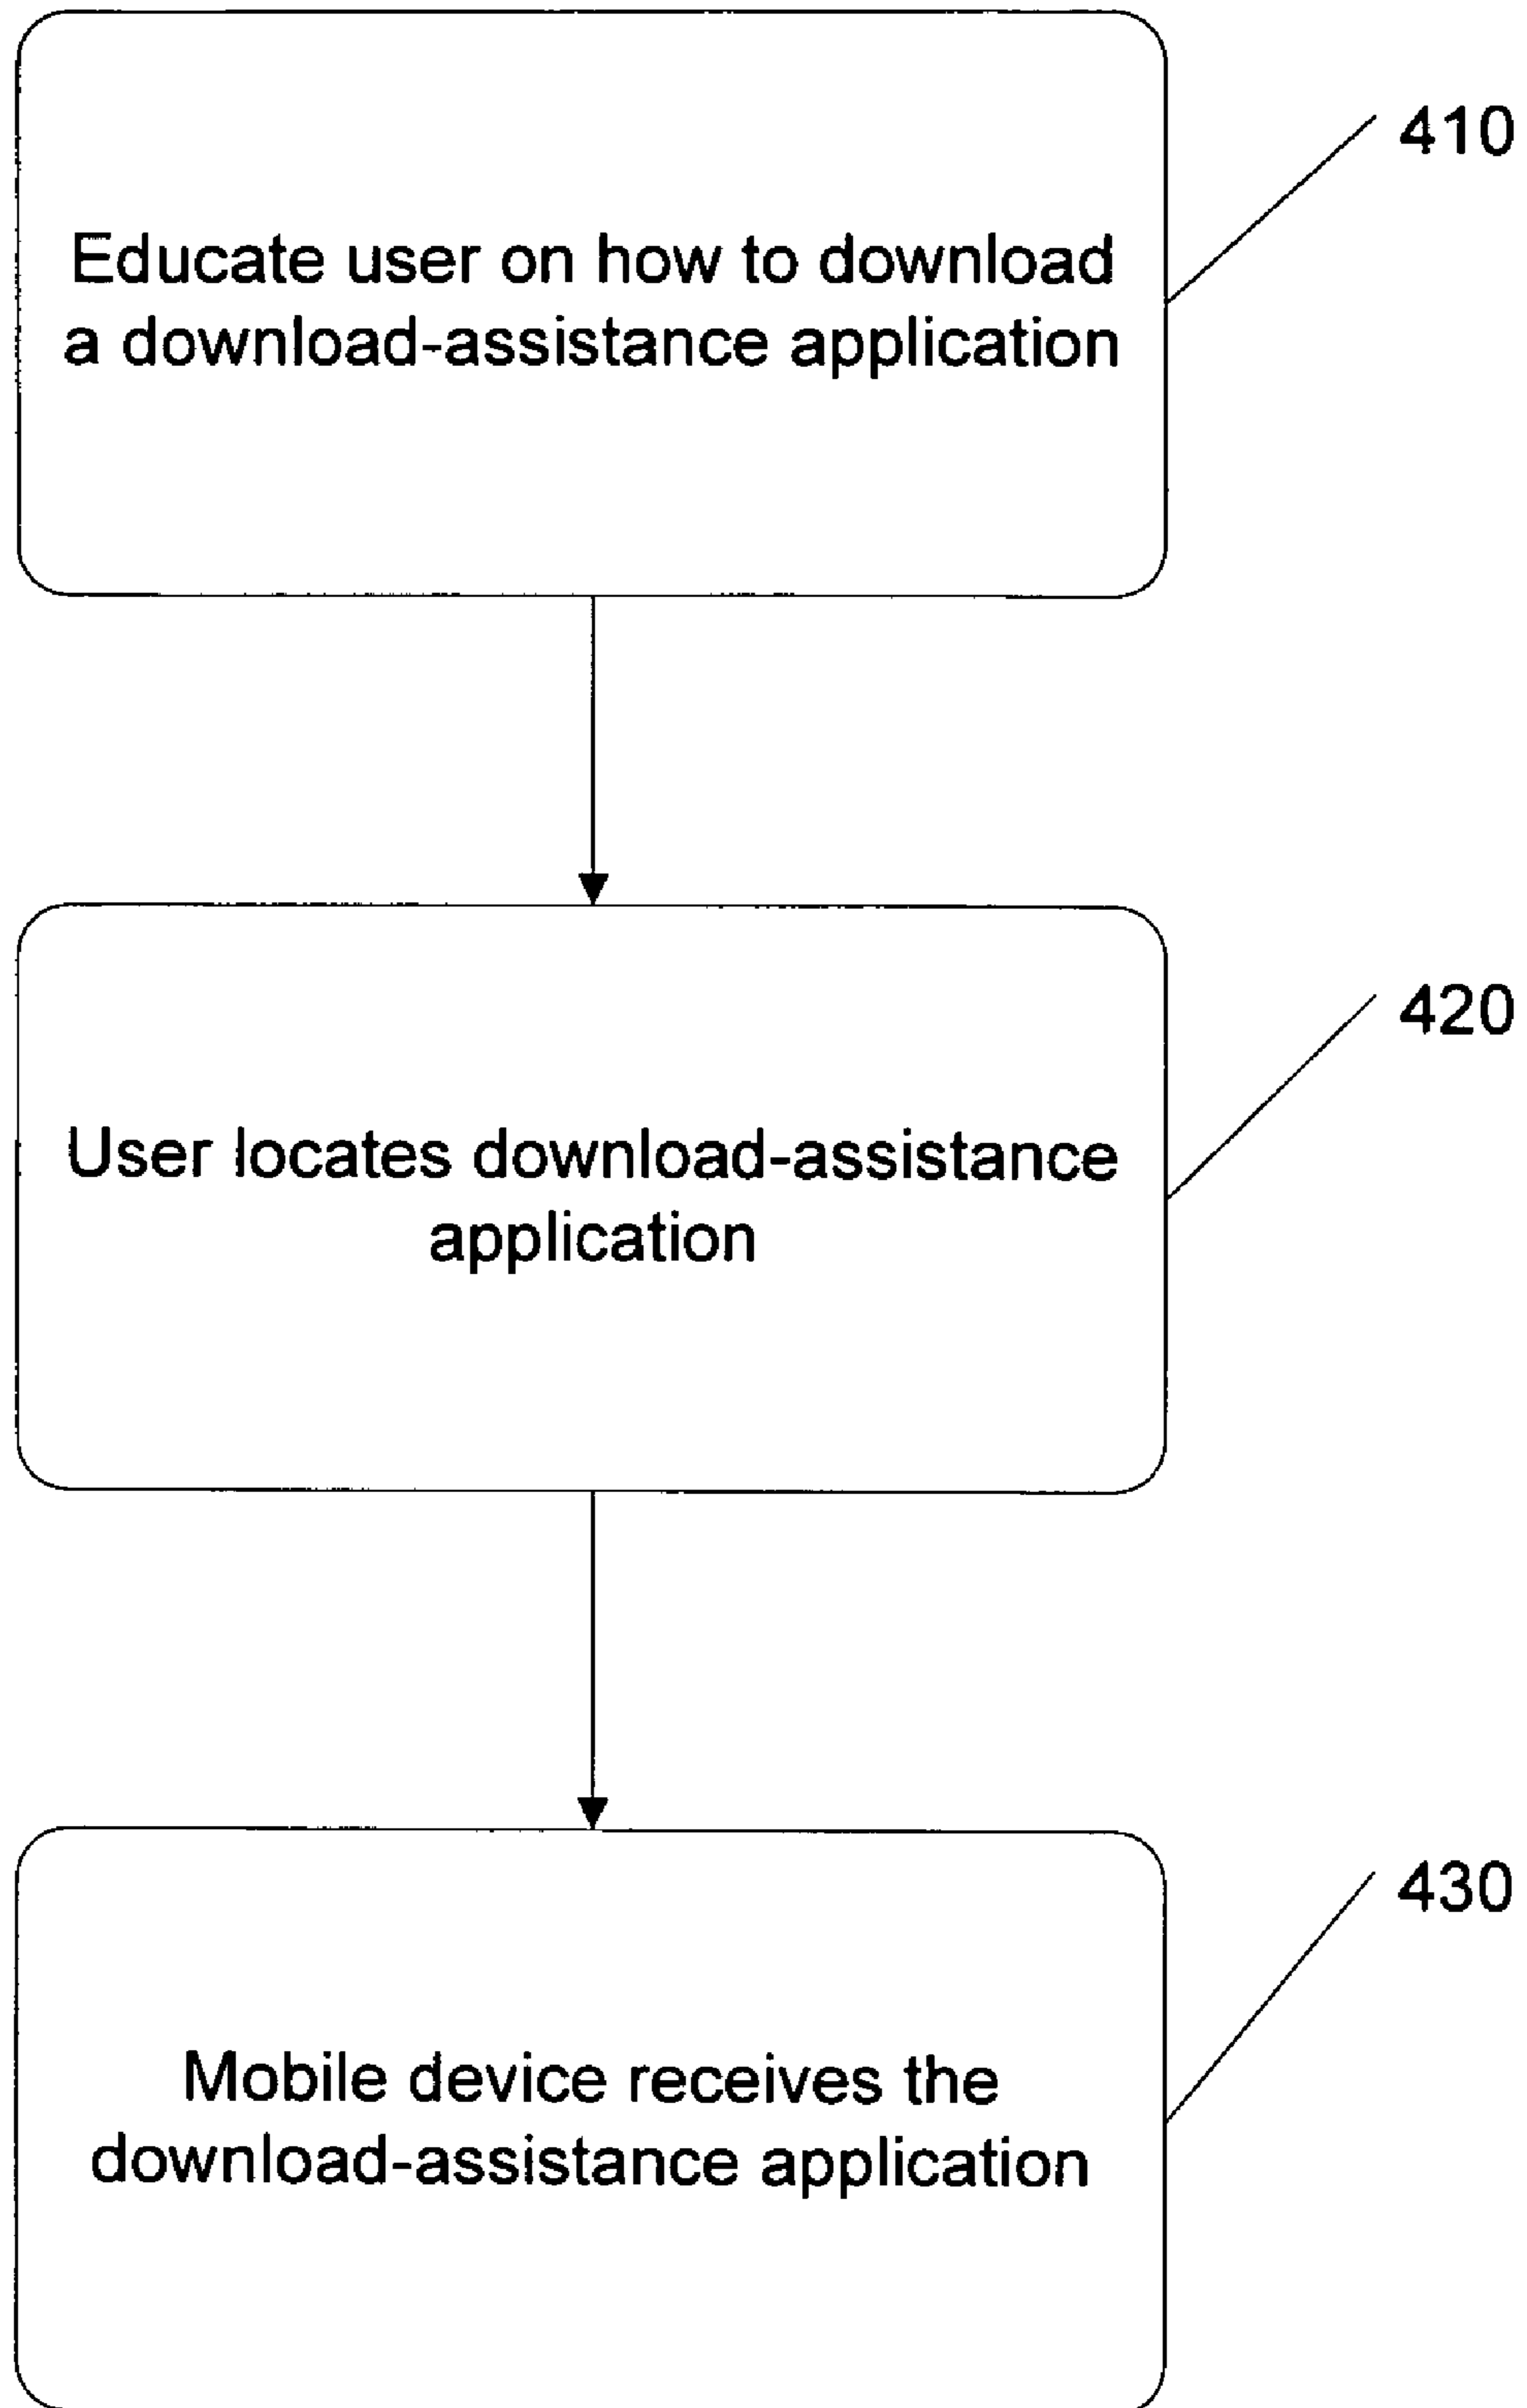 410
Educate user on how to download
a download-assistance application
420
User locates download-assistance
application
430
Mobile device receives the
download-assistance application